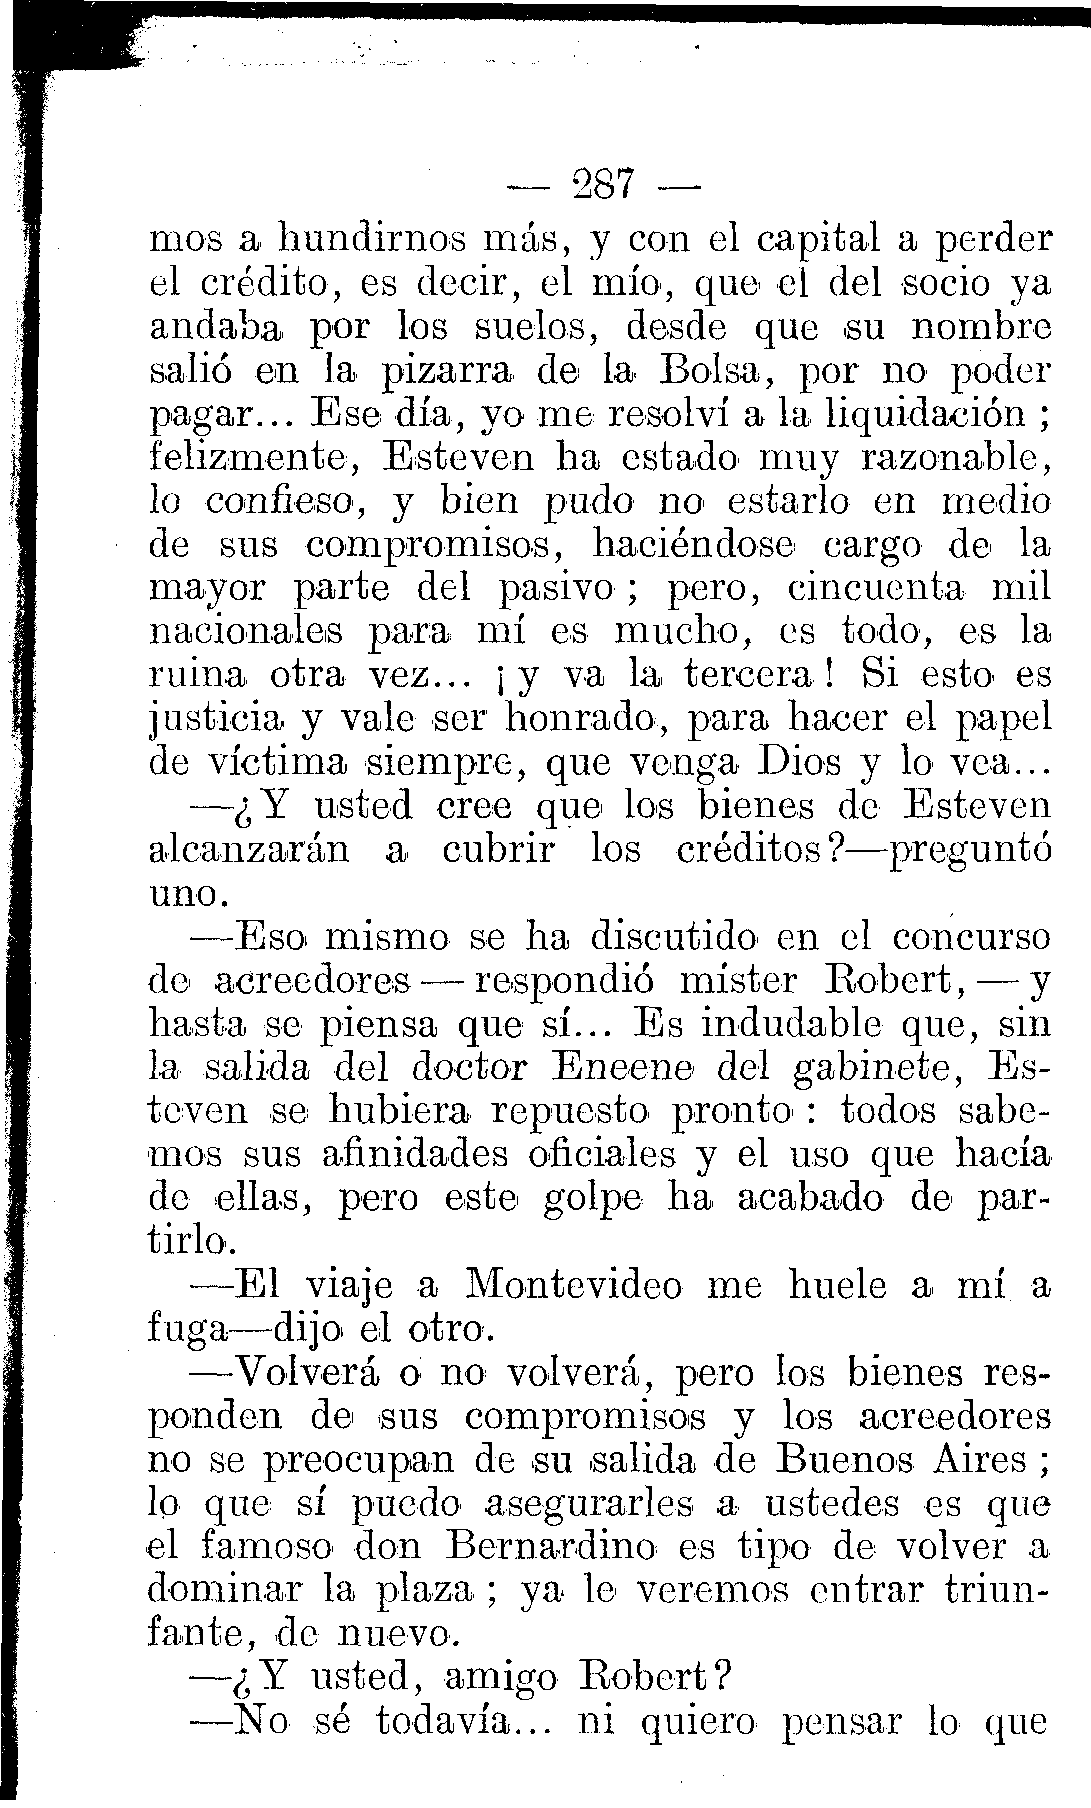 — 287 —
mos a hundirnos más, y con el capital a perder
el crédito, es decir, el mío, que el del socio ya
andaba por los suelos, desde que su nombre
salió en la pizarra de la Bolsa, por no poder
pagar... Ese día, yo me resolví a la liquidación ;
felizmente, Esteven ha estado muy razonable,
lo confieso, y bien pudo no estarlo en medio
de sus compromisos, haciéndose cargo de la
mayor parte del pasivo ; pero, cincuenta mil
nacionales para mí es mucho, es todo, es la
ruina otra vez... ¡ y va la tercera ! Si esto es
justicia y vale ser honrado, para hacer el papel
de víctima siempre, que venga Dios y lo vea...
—¿ Y usted cree que los bienes de Esteven
alcanzarán a cubrir los créditos ?—preguntó
uno.
—Eso mismo se ha discutido en el concurso
de acreedores — respondió míster Robert, — y
hasta se piensa que sí... Es indudable que, sin
la salida del doctor Eneene del gabinete, Es-
teven se hubiera repuesto pronto : todos sabe-
mos sus afinidades oficiales y el uso que hacía
de ellas, pero este golpe ha acabado de par-
tirlo.
—El viaje a Montevideo me huele a mí a
fuga—dijo el otro.
—Volverá o no volverá, pero los bienes res-
ponden de sus compromisos y los acreedores
no se preocupan de su salida de Buenos Aires ;
lo que sí puedo asegurarles a ustedes es que
el famoso don Bernardino es tipo de volver a
dominar la plaza ; ya le veremos entrar triun-
fante, de nuevo.
—¿ Y usted, amigo Robert ?
—No sé todavía... ni quiero pensar lo que